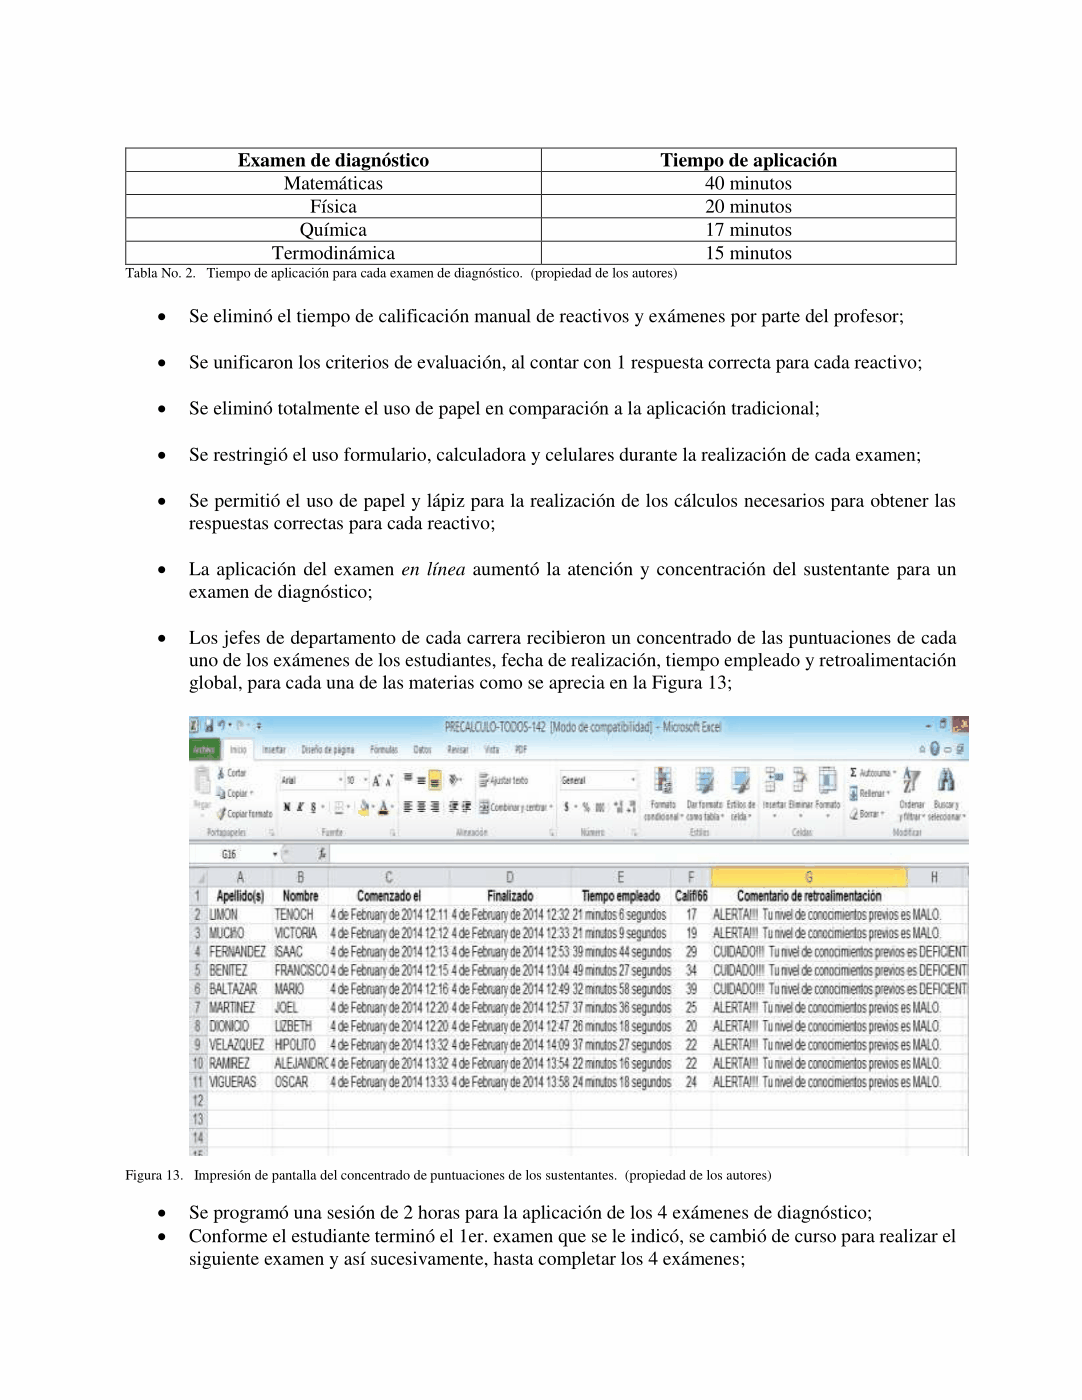 Examen de diagnóstico Tiempo de aplicación
Matemáticas 40 minutos
Física 20 minutos
Química 17 minutos
Termodinámica 15 minutos
Tabla No. 2. Tiempo de aplicación para cada examen de diagnóstico. (propiedad de los autores)
• Se eliminó el tiempo de calificación manual de reactivos y exámenes por parte del profesor;
• Se unificaron los criterios de evaluación, al contar con 1 respuesta correcta para cada reactivo;
• Se eliminó totalmente el uso de papel en comparación a la aplicación tradicional;
• Se restringió el uso formulario, calculadora y celulares durante la realización de cada examen;
• Se permitió el uso de papel y lápiz para la realización de los cálculos necesarios para obtener las
respuestas correctas para cada reactivo;
• La aplicación del examen en línea aumentó la atención y concentración del sustentante para un
examen de diagnóstico;
• Los jefes de departamento de cada carrera recibieron un concentrado de las puntuaciones de cada
uno de los exámenes de los estudiantes, fecha de realización, tiempo empleado y retroalimentación
global, para cada una de las materias como se aprecia en la Figura 13;
PRECALCULO-TODOS-142 [Modo de compatibilidad] - Microsoft Excel
Archivo Inicio Insertar Diseño de página Fórmulas Datos Revisar Vista PDF
Cortar Arial 10 Ajustar texto General Autosuma
Copiar Rellenar
Pegar Copiar formato N K S Combinar y centrar $ % 000 Formato Dar formato Estilos de Insertar Eliminar Formato Borrar Ordenar Buscar y
condicional como tabla celda y filtrar seleccionar
Portapapeles Fuente Alineación Número Estilos Celdas Modificar
G16 fx
A B C D E F G H
1 Apellido(s) Nombre Comenzado el Finalizado Tiempo empleado Calif/66 Comentario de retroalimentación
2 LIMON TENOCH 4 de February de 2014 12:11 4 de February de 2014 12:32 21 minutos 6 segundos 17 ALERTA!!! Tu nivel de conocimientos previos es MALO.
3 MUCIÑO VICTORIA 4 de February de 2014 12:12 4 de February de 2014 12:33 21 minutos 9 segundos 19 ALERTA!!! Tu nivel de conocimientos previos es MALO.
4 FERNANDEZ ISAAC 4 de February de 2014 12:13 4 de February de 2014 12:53 39 minutos 44 segundos 29 CUIDADO!!! Tu nivel de conocimientos previos es DEFICIENT
5 BENITEZ FRANCISCO 4 de February de 2014 12:15 4 de February de 2014 13:04 49 minutos 27 segundos 34 CUIDADO!!! Tu nivel de conocimientos previos es DEFICIENT
6 BALTAZAR MARIO 4 de February de 2014 12:16 4 de February de 2014 12:49 32 minutos 58 segundos 39 CUIDADO!!! Tu nivel de conocimientos previos es DEFICIENT
7 MARTINEZ JOEL 4 de February de 2014 12:20 4 de February de 2014 12:57 37 minutos 36 segundos 25 ALERTA!!! Tu nivel de conocimientos previos es MALO.
8 DIONICIO LIZBETH 4 de February de 2014 12:20 4 de February de 2014 12:47 26 minutos 18 segundos 20 ALERTA!!! Tu nivel de conocimientos previos es MALO.
9 VELAZQUEZ HIPOLITO 4 de February de 2014 13:32 4 de February de 2014 14:09 37 minutos 27 segundos 22 ALERTA!!! Tu nivel de conocimientos previos es MALO.
10 RAMIREZ ALEJANDRO 4 de February de 2014 13:32 4 de February de 2014 13:54 22 minutos 16 segundos 22 ALERTA!!! Tu nivel de conocimientos previos es MALO.
11 VIGUERAS OSCAR 4 de February de 2014 13:33 4 de February de 2014 13:58 24 minutos 18 segundos 24 ALERTA!!! Tu nivel de conocimientos previos es MALO.
12
13
14
15
Figura 13. Impresión de pantalla del concentrado de puntuaciones de los sustentantes. (propiedad de los autores)
• Se programó una sesión de 2 horas para la aplicación de los 4 exámenes de diagnóstico;
• Conforme el estudiante terminó el 1er. examen que se le indicó, se cambió de curso para realizar el
siguiente examen y así sucesivamente, hasta completar los 4 exámenes;